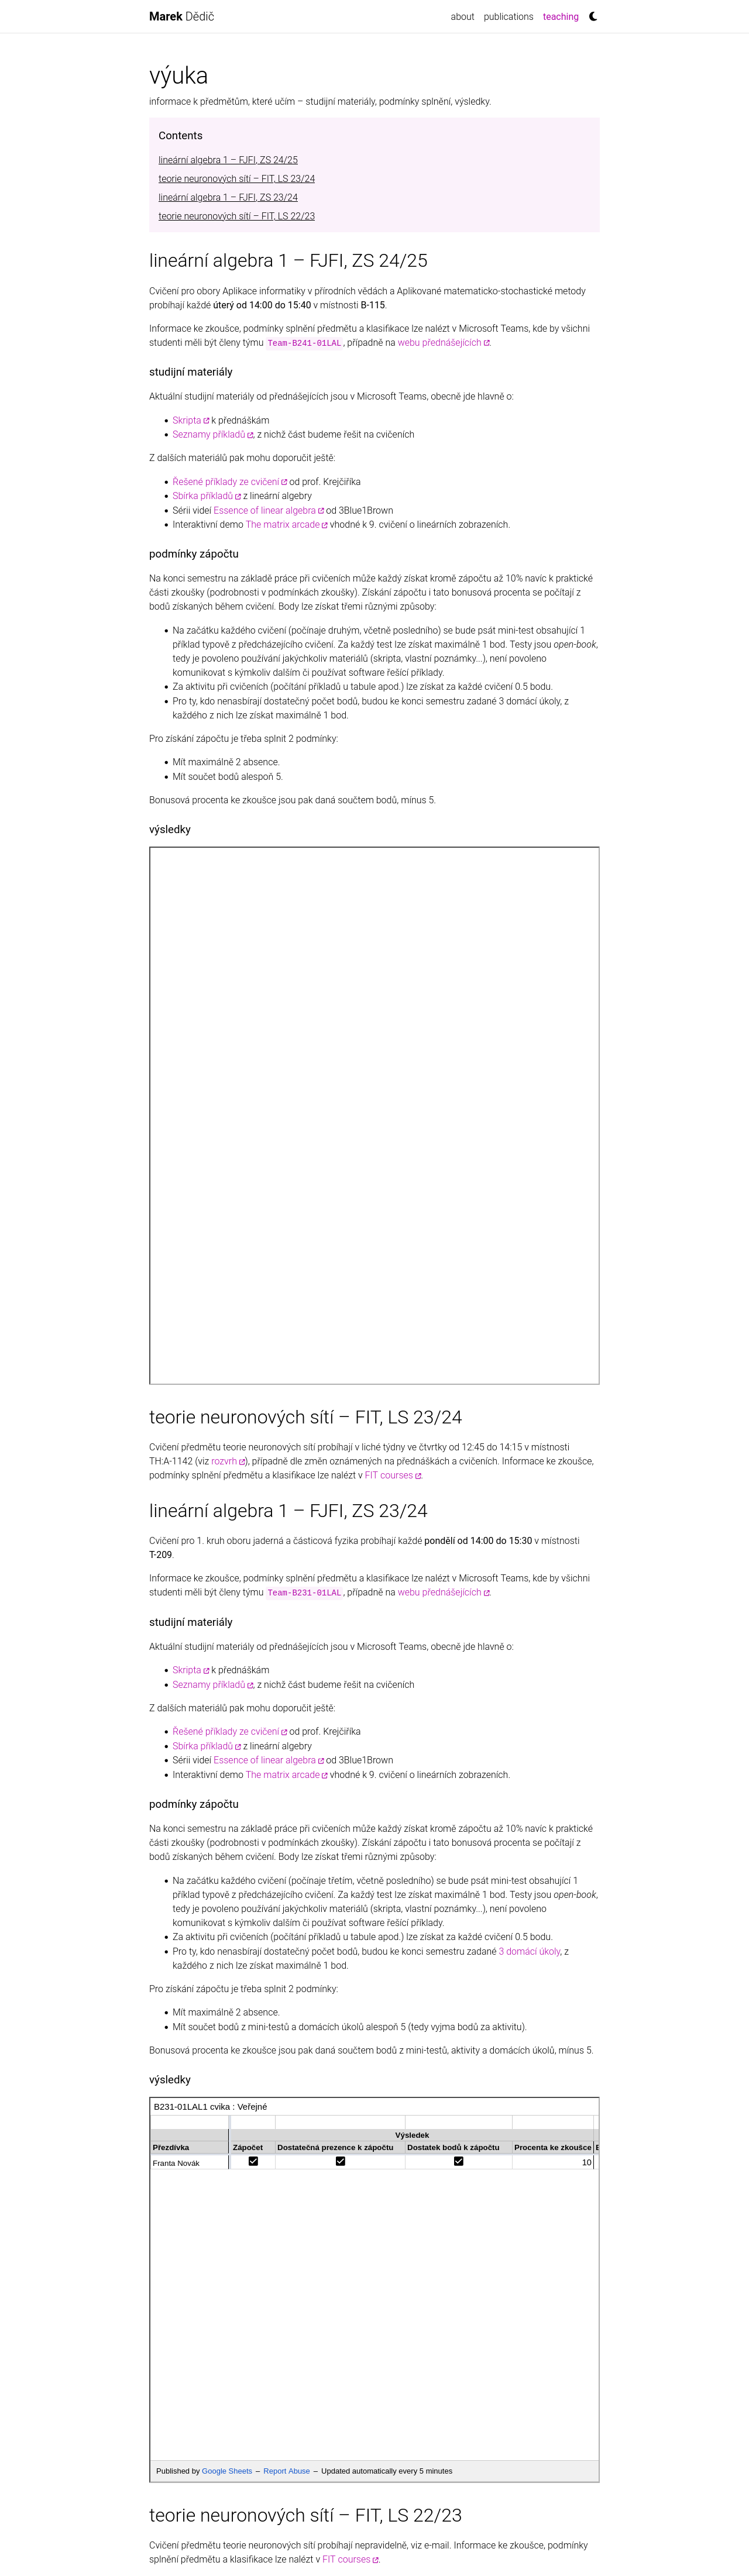 Marek Dědič
about publications teaching
výuka
informace k předmětům, které učím – studijní materiály, podmínky splnění, výsledky.
Contents
lineární algebra 1 – FJFI, ZS 24/25
teorie neuronových sítí – FIT, LS 23/24
lineární algebra 1 – FJFI, ZS 23/24
teorie neuronových sítí – FIT, LS 22/23
lineární algebra 1 – FJFI, ZS 24/25
Cvičení pro obory Aplikace informatiky v přírodních vědách a Aplikované matematicko-stochastické metody
probíhají každé úterý od 14:00 do 15:40 v místnosti B-115.
Informace ke zkoušce, podmínky splnění předmětu a klasifikace lze nalézt v Microsoft Teams, kde by všichni
studenti měli být členy týmu Team-B241-01LAL, případně na webu přednášejících.
studijní materiály
Aktuální studijní materiály od přednášejících jsou v Microsoft Teams, obecně jde hlavně o:
• Skripta k přednáškám
• Seznamy příkladů, z nichž část budeme řešit na cvičeních
Z dalších materiálů pak mohu doporučit ještě:
• Řešené příklady ze cvičení od prof. Krejčiříka
• Sbírka příkladů z lineární algebry
• Sérii videí Essence of linear algebra od 3Blue1Brown
• Interaktivní demo The matrix arcade vhodné k 9. cvičení o lineárních zobrazeních.
podmínky zápočtu
Na konci semestru na základě práce při cvičeních může každý získat kromě zápočtu až 10% navíc k praktické
části zkoušky (podrobnosti v podmínkách zkoušky). Získání zápočtu i tato bonusová procenta se počítají z
bodů získaných během cvičení. Body lze získat třemi různými způsoby:
• Na začátku každého cvičení (počínaje druhým, včetně posledního) se bude psát mini-test obsahující 1
příklad typově z předcházejícího cvičení. Za každý test lze získat maximálně 1 bod. Testy jsou open-book,
tedy je povoleno používání jakýchkoliv materiálů (skripta, vlastní poznámky...), není povoleno
komunikovat s kýmkoliv dalším či používat software řešící příklady.
• Za aktivitu při cvičeních (počítání příkladů u tabule apod.) lze získat za každé cvičení 0.5 bodu.
• Pro ty, kdo nenasbírají dostatečný počet bodů, budou ke konci semestru zadané 3 domácí úkoly, z
každého z nich lze získat maximálně 1 bod.
Pro získání zápočtu je třeba splnit 2 podmínky:
• Mít maximálně 2 absence.
• Mít součet bodů alespoň 5.
Bonusová procenta ke zkoušce jsou pak daná součtem bodů, mínus 5.
výsledky
teorie neuronových sítí – FIT, LS 23/24
Cvičení předmětu teorie neuronových sítí probíhají v liché týdny ve čtvrtky od 12:45 do 14:15 v místnosti
TH:A-1142 (viz rozvrh), případně dle změn oznámených na přednáškách a cvičeních. Informace ke zkoušce,
podmínky splnění předmětu a klasifikace lze nalézt v FIT courses.
lineární algebra 1 – FJFI, ZS 23/24
Cvičení pro 1. kruh oboru jaderná a částicová fyzika probíhají každé pondělí od 14:00 do 15:30 v místnosti
T-209.
Informace ke zkoušce, podmínky splnění předmětu a klasifikace lze nalézt v Microsoft Teams, kde by všichni
studenti měli být členy týmu Team-B231-01LAL, případně na webu přednášejících.
studijní materiály
Aktuální studijní materiály od přednášejících jsou v Microsoft Teams, obecně jde hlavně o:
• Skripta k přednáškám
• Seznamy příkladů, z nichž část budeme řešit na cvičeních
Z dalších materiálů pak mohu doporučit ještě:
• Řešené příklady ze cvičení od prof. Krejčiříka
• Sbírka příkladů z lineární algebry
• Sérii videí Essence of linear algebra od 3Blue1Brown
• Interaktivní demo The matrix arcade vhodné k 9. cvičení o lineárních zobrazeních.
podmínky zápočtu
Na konci semestru na základě práce při cvičeních může každý získat kromě zápočtu až 10% navíc k praktické
části zkoušky (podrobnosti v podmínkách zkoušky). Získání zápočtu i tato bonusová procenta se počítají z
bodů získaných během cvičení. Body lze získat třemi různými způsoby:
• Na začátku každého cvičení (počínaje třetím, včetně posledního) se bude psát mini-test obsahující 1
příklad typově z předcházejícího cvičení. Za každý test lze získat maximálně 1 bod. Testy jsou open-book,
tedy je povoleno používání jakýchkoliv materiálů (skripta, vlastní poznámky...), není povoleno
komunikovat s kýmkoliv dalším či používat software řešící příklady.
• Za aktivitu při cvičeních (počítání příkladů u tabule apod.) lze získat za každé cvičení 0.5 bodu.
• Pro ty, kdo nenasbírají dostatečný počet bodů, budou ke konci semestru zadané 3 domácí úkoly, z
každého z nich lze získat maximálně 1 bod.
Pro získání zápočtu je třeba splnit 2 podmínky:
• Mít maximálně 2 absence.
• Mít součet bodů z mini-testů a domácích úkolů alespoň 5 (tedy vyjma bodů za aktivitu).
Bonusová procenta ke zkoušce jsou pak daná součtem bodů z mini-testů, aktivity a domácích úkolů, mínus 5.
výsledky
B231-01LAL1 cvika : Veřejné
Výsledek
Přezdívka Zápočet Dostatečná prezence k zápočtu Dostatek bodů k zápočtu Procenta ke zkoušce
Franta Novák 10
Published by Google Sheets – Report Abuse – Updated automatically every 5 minutes
teorie neuronových sítí – FIT, LS 22/23
Cvičení předmětu teorie neuronových sítí probíhají nepravidelně, viz e-mail. Informace ke zkoušce, podmínky
splnění předmětu a klasifikace lze nalézt v FIT courses.